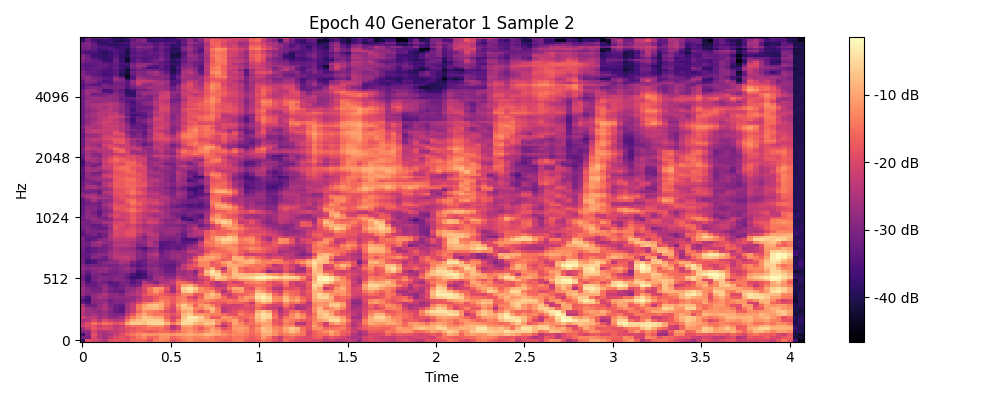 Epoch 40 Generator 1 Sample 2
Hz
4096
2048
1024
512
0
0 0.5 1 1.5 2 2.5 3 3.5 4
Time
-10 dB
-20 dB
-30 dB
-40 dB